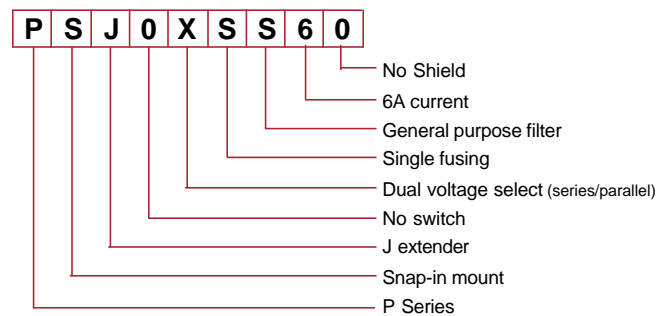 P S J 0 X S S 6 0
No Shield
6A current
General purpose filter
Single fusing
Dual voltage select (series/parallel)
No switch
J extender
Snap-in mount
P Series